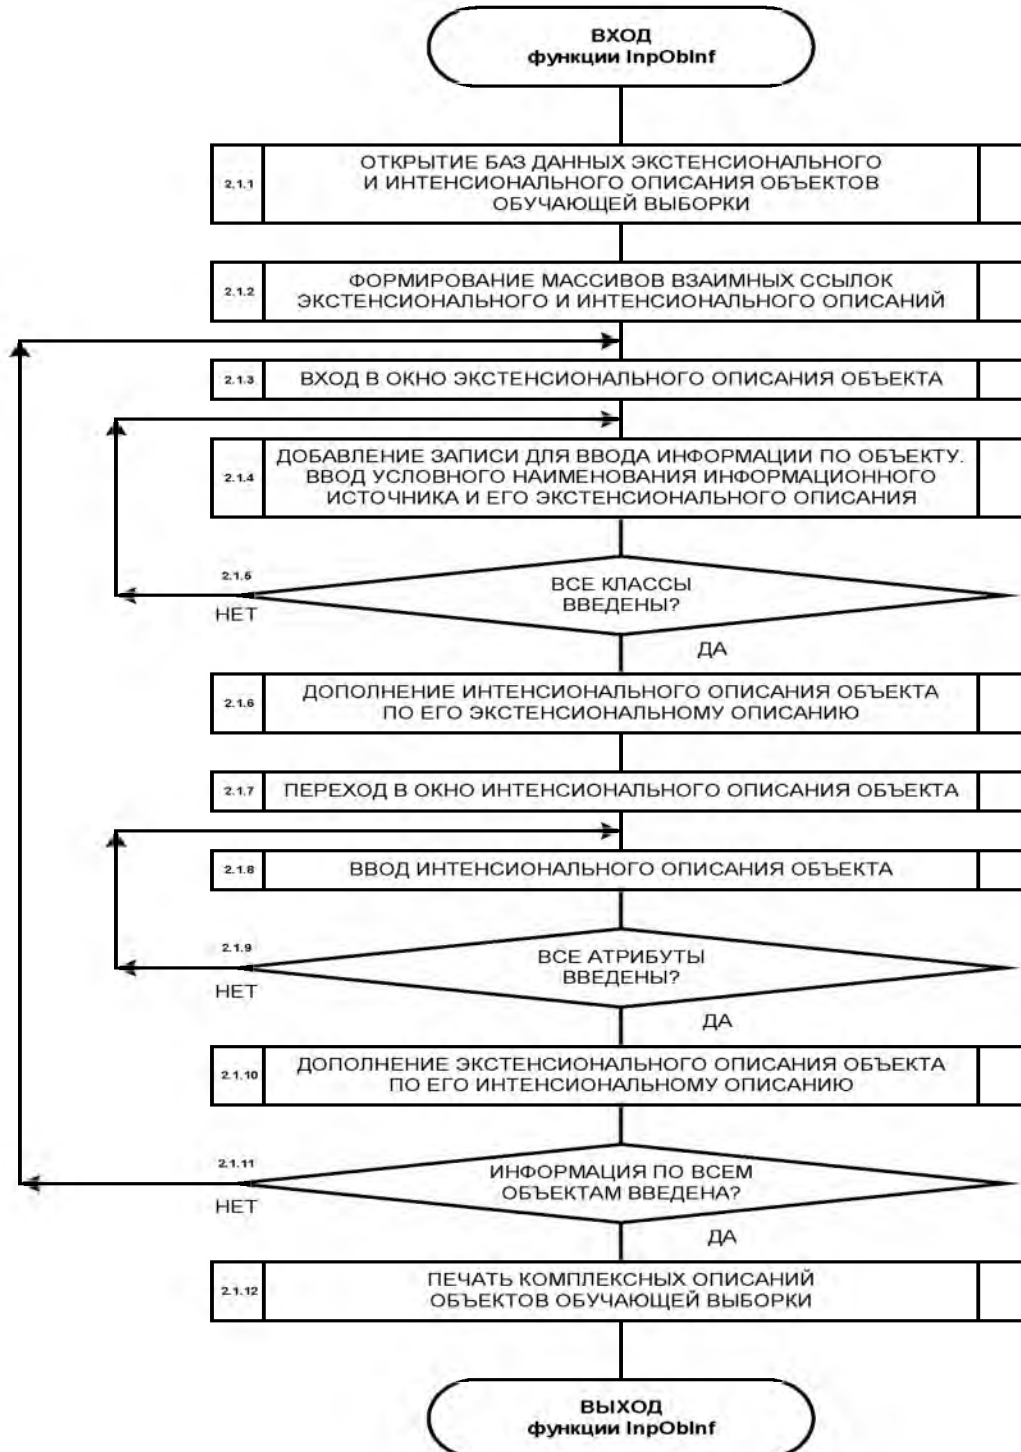 ВХОД
функции InpObInf
2.1.1
ОТКРЫТИЕ БАЗ ДАННЫХ ЭКСТЕНСИОНАЛЬНОГО
И ИНТЕНСИОНАЛЬНОГО ОПИСАНИЯ ОБЪЕКТОВ
ОБУЧАЮЩЕЙ ВЫБОРКИ
2.1.2
ФОРМИРОВАНИЕ МАССИВОВ ВЗАИМНЫХ ССЫЛОК
ЭКСТЕНСИОНАЛЬНОГО И ИНТЕНСИОНАЛЬНОГО ОПИСАНИЙ
2.1.3
ВХОД В ОКНО ЭКСТЕНСИОНАЛЬНОГО ОПИСАНИЯ ОБЪЕКТА
2.1.4
ДОБАВЛЕНИЕ ЗАПИСИ ДЛЯ ВВОДА ИНФОРМАЦИИ ПО ОБЪЕКТУ.
ВВОД УСЛОВНОГО НАИМЕНОВАНИЯ ИНФОРМАЦИОННОГО
ИСТОЧНИКА И ЕГО ЭКСТЕНСИОНАЛЬНОГО ОПИСАНИЯ
2.1.5
ВСЕ КЛАССЫ
ВВЕДЕНЫ?
НЕТ
ДА
2.1.6
ДОПОЛНЕНИЕ ИНТЕНСИОНАЛЬНОГО ОПИСАНИЯ ОБЪЕКТА
ПО ЕГО ЭКСТЕНСИОНАЛЬНОМУ ОПИСАНИЮ
2.1.7
ПЕРЕХОД В ОКНО ИНТЕНСИОНАЛЬНОГО ОПИСАНИЯ ОБЪЕКТА
2.1.8
ВВОД ИНТЕНСИОНАЛЬНОГО ОПИСАНИЯ ОБЪЕКТА
2.1.9
ВСЕ АТРИБУТЫ
ВВЕДЕНЫ?
НЕТ
ДА
2.1.10
ДОПОЛНЕНИЕ ЭКСТЕНСИОНАЛЬНОГО ОПИСАНИЯ ОБЪЕКТА
ПО ЕГО ИНТЕНСИОНАЛЬНОМУ ОПИСАНИЮ
2.1.11
ИНФОРМАЦИЯ ПО ВСЕМ
ОБЪЕКТАМ ВВЕДЕНА?
НЕТ
ДА
2.1.12
ПЕЧАТЬ КОМПЛЕКСНЫХ ОПИСАНИЙ
ОБЪЕКТОВ ОБУЧАЮЩЕЙ ВЫБОРКИ
ВЫХОД
функции InpObInf